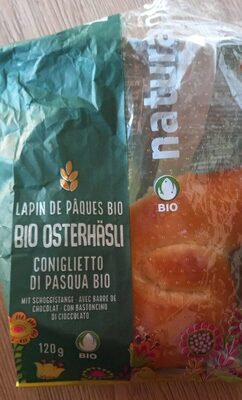 natura
BIO
LAPIN DE PÂQUES BIO
BIO OSTERHÄSLI
CONIGLIETTO
DI PASQUA BIO
MIT SCHOGGISTANGE · AVEC BARRE DE
CHOCOLAT · CON BASTONCINO
DI CIOCCOLATO
120g
BIO